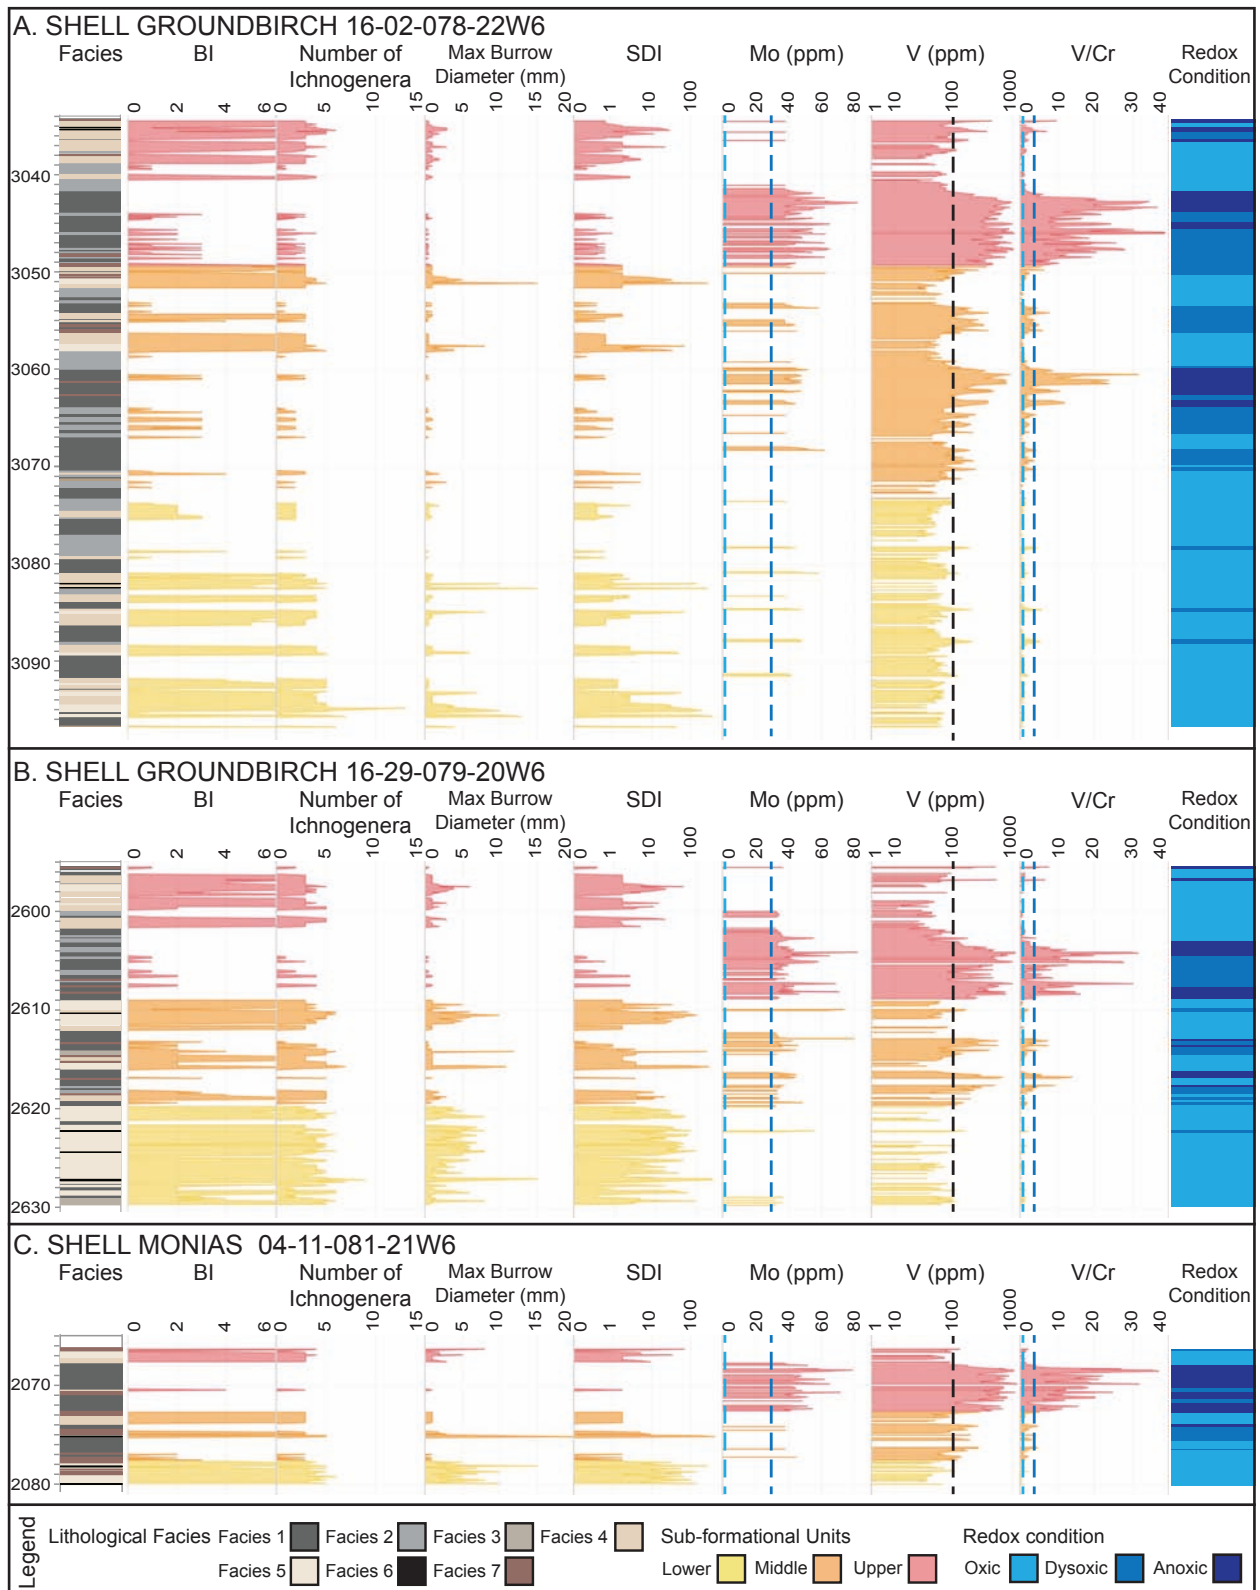 A. SHELL GROUNDBIRCH 16-02-078-22W6
Facies BI Number of Ichnogenera Max Burrow Diameter (mm) SDI Mo (ppm) V (ppm) V/Cr Redox Condition
0 2 4 6 0 5 10 15 0 5 10 15 20 0 1 10 100 0 20 40 60 80 1 10 100 1000 0 10 20 30 40
3040
3050
3060
3070
3080
3090
B. SHELL GROUNDBIRCH 16-29-079-20W6
Facies BI Number of Ichnogenera Max Burrow Diameter (mm) SDI Mo (ppm) V (ppm) V/Cr Redox Condition
0 2 4 6 0 5 10 15 0 5 10 15 20 0 1 10 100 0 20 40 60 80 1 10 100 1000 0 10 20 30 40
2600
2610
2620
2630
C. SHELL MONIAS 04-11-081-21W6
Facies BI Number of Ichnogenera Max Burrow Diameter (mm) SDI Mo (ppm) V (ppm) V/Cr Redox Condition
0 2 4 6 0 5 10 15 0 5 10 15 20 0 1 10 100 0 20 40 60 80 1 10 100 1000 0 10 20 30 40
2070
2080
Legend
Lithological Facies Facies 1 Facies 2 Facies 3 Facies 4
Facies 5 Facies 6 Facies 7
Sub-formational Units
Lower Middle Upper
Redox condition
Oxic Dysoxic Anoxic